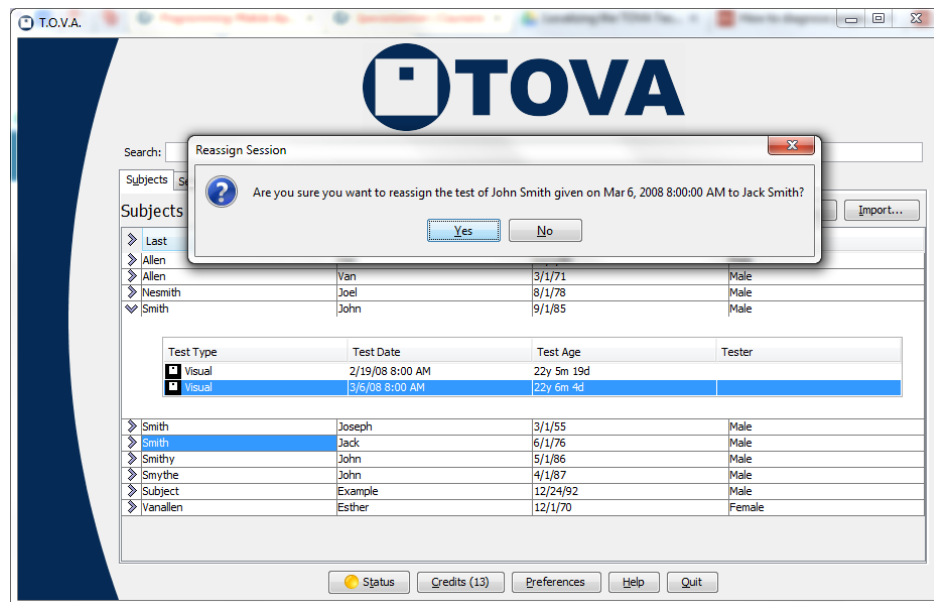 T.O.V.A.
TOVA
Search:
Reassign Session
Are you sure you want to reassign the test of John Smith given on Mar 6, 2008 8:00:00 AM to Jack Smith?
Yes No
Subjects
Subjects Import...
Last
Allen
Allen Van 3/1/71 Male
Nesmith Joel 8/1/78 Male
Smith John 9/1/85 Male
Test Type Test Date Test Age Tester
Visual 2/19/08 8:00 AM 22y 5m 19d
Visual 3/6/08 8:00 AM 22y 6m 4d
Smith Joseph 3/1/55 Male
Smith Jack 6/1/76 Male
Smithy John 5/1/86 Male
Smythe John 4/1/87 Male
Subject Example 12/24/92 Male
Vanallen Esther 12/1/70 Female
Status Credits (13) Preferences Help Quit